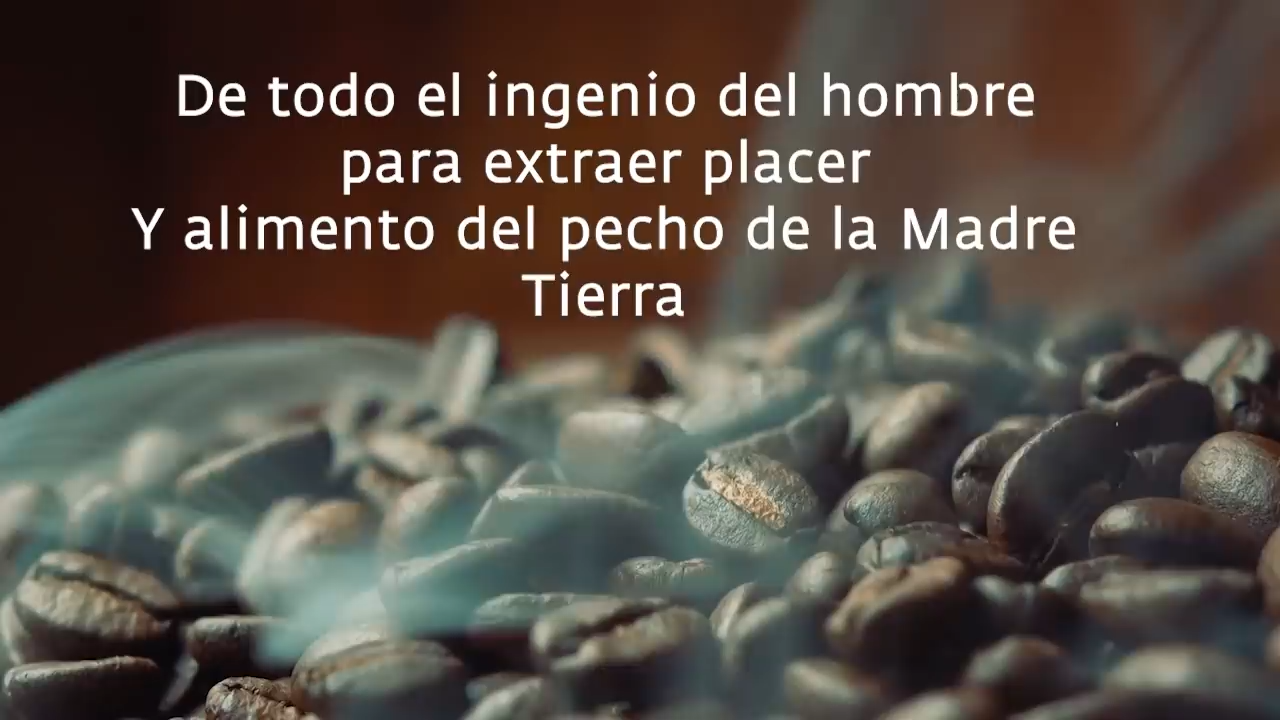 De todo el ingenio del hombre
para extraer placer
Y alimento del pecho de la Madre
Tierra